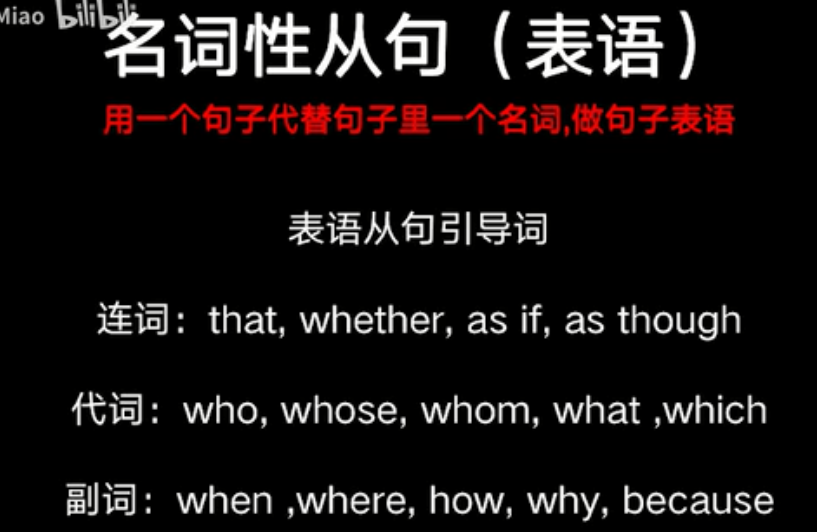 Miao bilibili
名词性从句（表语）
用一个句子代替句子里一个名词,做句子表语
表语从句引导词
连词：that, whether, as if, as though
代词：who, whose, whom, what ,which
副词：when ,where, how, why, because